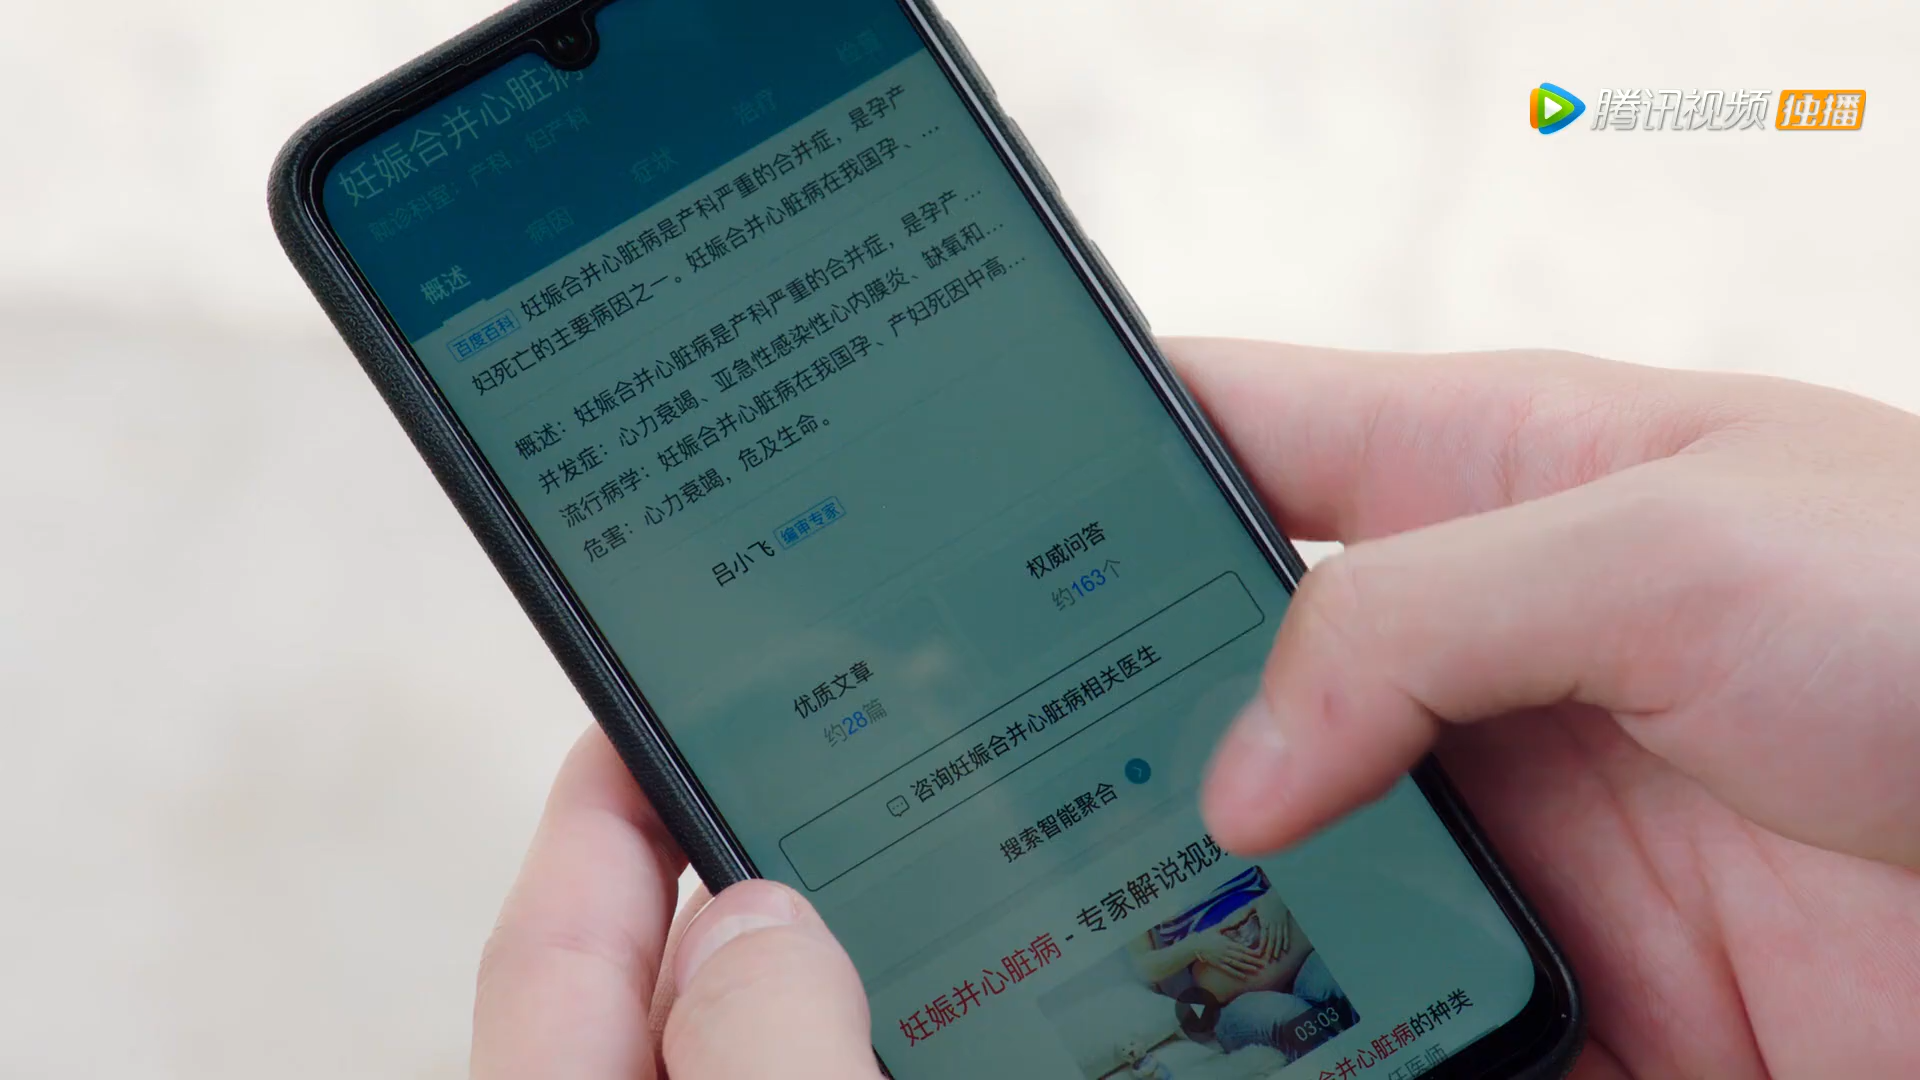 腾讯视频 独播
妊娠合并心脏病
就诊科室：产科、妇产科
概述 病因 症状 治疗 检查
百度百科 妊娠合并心脏病是产科严重的合并症，是孕产
妇死亡的主要病因之一。妊娠合并心脏病在我国孕、…
概述：妊娠合并心脏病是产科严重的合并症，是孕产…
并发症：心力衰竭、亚急性感染性心内膜炎、缺氧和…
流行病学：妊娠合并心脏病在我国孕、产妇死因中高…
危害：心力衰竭，危及生命。
吕小飞 编审专家
优质文章
约28篇
权威问答
约163个
咨询妊娠合并心脏病相关医生
搜索智能聚合
妊娠并心脏病 - 专家解说视频
03:03
合并心脏病的种类
任医师